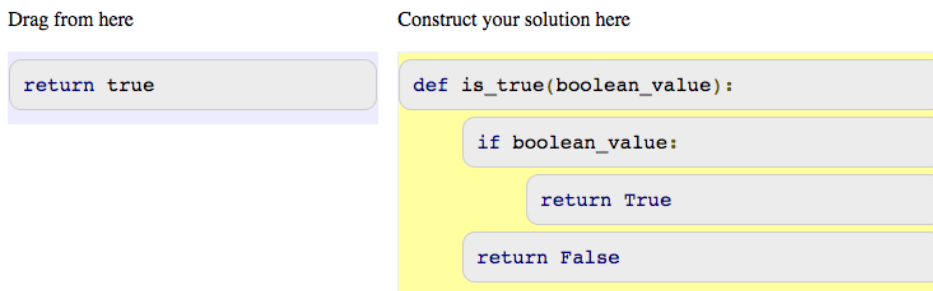 Drag from here
Construct your solution here
return true
def is_true(boolean_value):
if boolean_value:
return True
return False